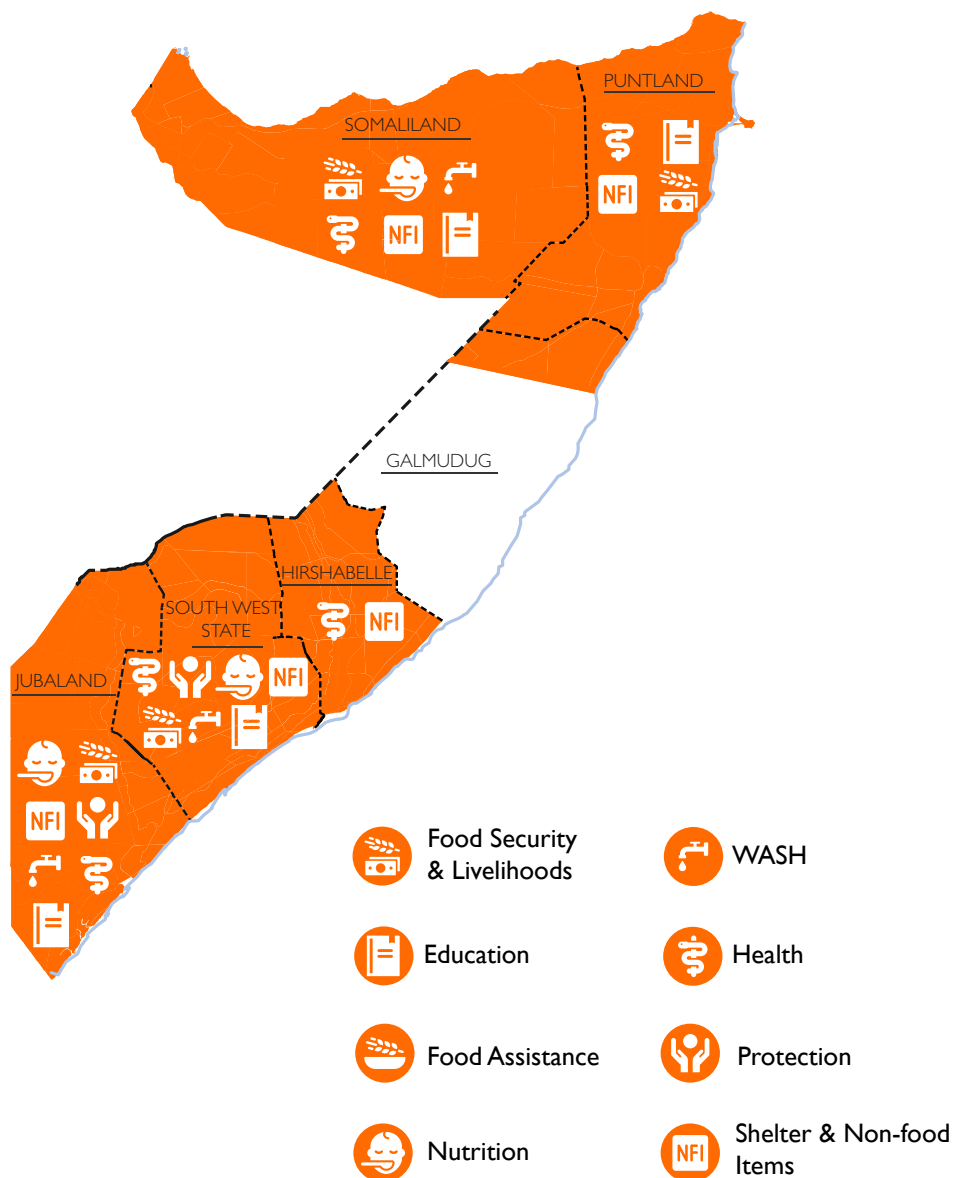 PUNTLAND
SOMALILAND
NFI
NFI
GALMUDUG
HIRSHABELLE
SOUTH WEST
STATE
NFI
JUBALAND
NFI
NFI
Food Security
& Livelihoods
WASH
Education
Health
Food Assistance
Protection
Nutrition
NFI
Shelter & Non-food
Items